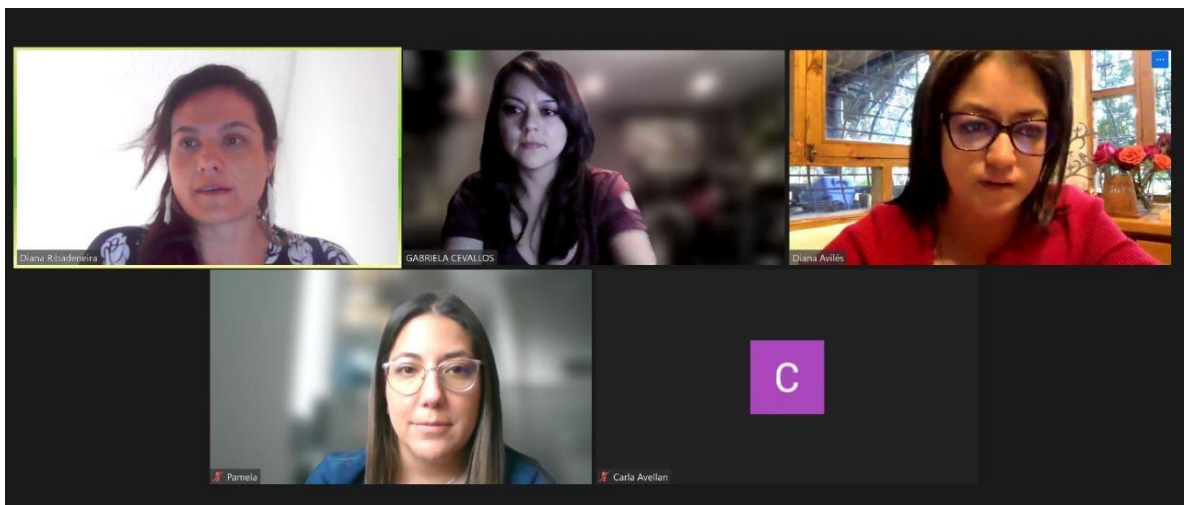 Diana Ribadeneira
GABRIELA CEVALLOS
Diana Avilés
Pamela
C
Carla Avellan